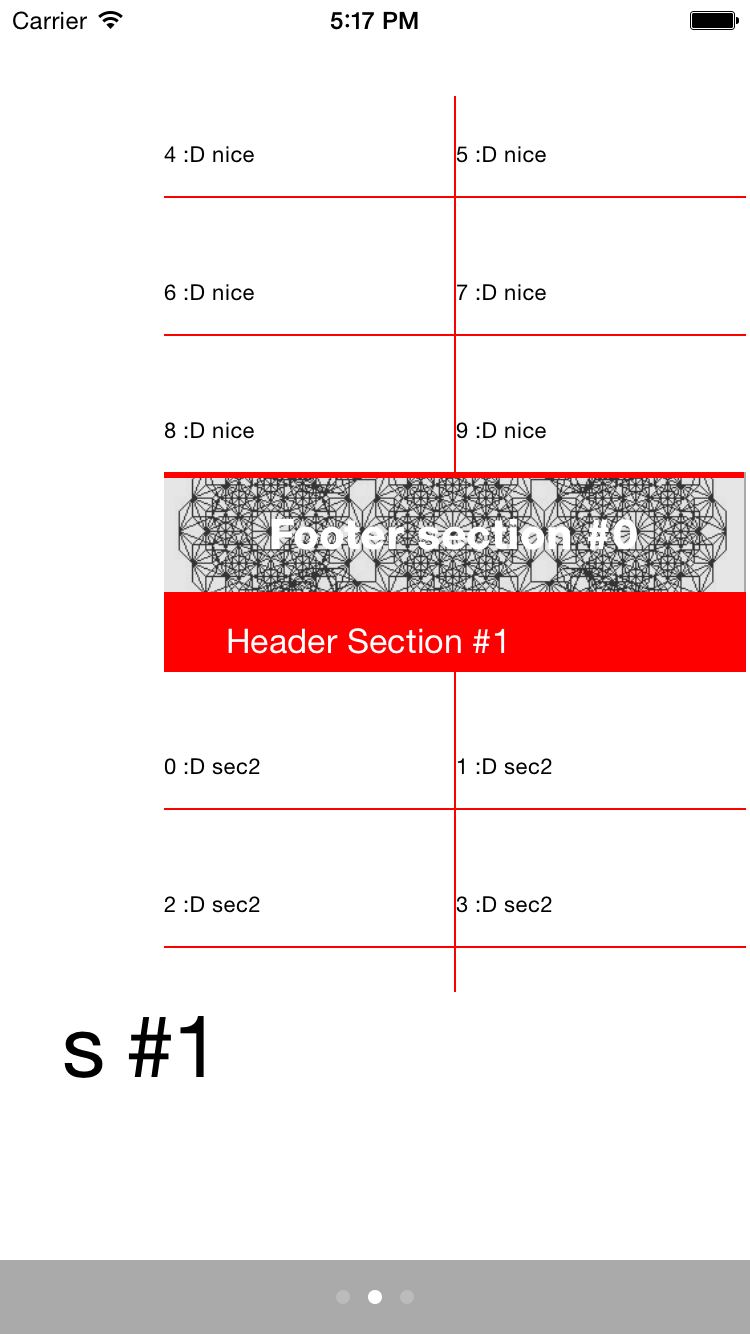 Carrier 5:17 PM
4 :D nice 5 :D nice
6 :D nice 7 :D nice
8 :D nice 9 :D nice
Footer section #0
Header Section #1
0 :D sec2 1 :D sec2
2 :D sec2 3 :D sec2
s #1